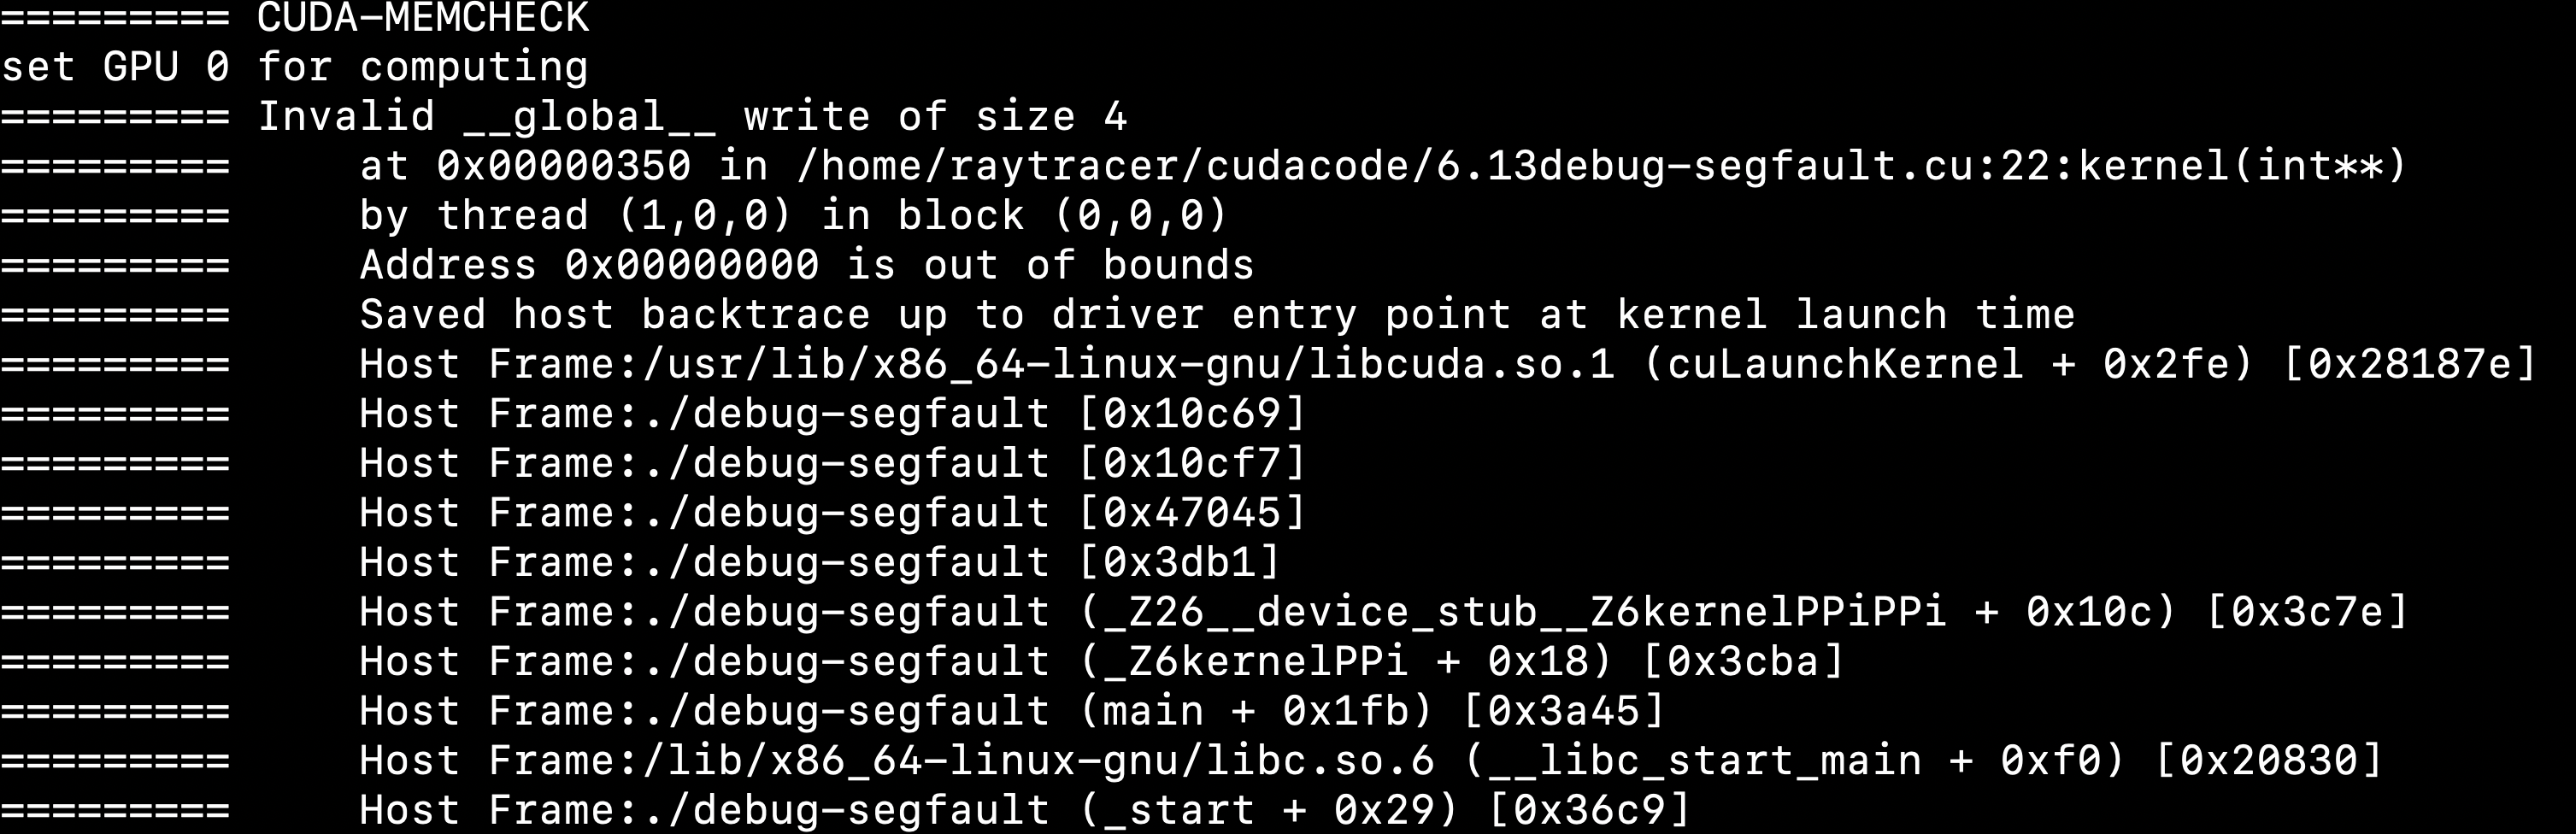 ========= CUDA-MEMCHECK
set GPU 0 for computing
========= Invalid __global__ write of size 4
=========     at 0x00000350 in /home/raytracer/cudacode/6.13debug-segfault.cu:22:kernel(int**)
=========     by thread (1,0,0) in block (0,0,0)
=========     Address 0x00000000 is out of bounds
=========     Saved host backtrace up to driver entry point at kernel launch time
=========     Host Frame:/usr/lib/x86_64-linux-gnu/libcuda.so.1 (cuLaunchKernel + 0x2fe) [0x28187e]
=========     Host Frame:./debug-segfault [0x10c69]
=========     Host Frame:./debug-segfault [0x10cf7]
=========     Host Frame:./debug-segfault [0x47045]
=========     Host Frame:./debug-segfault [0x3db1]
=========     Host Frame:./debug-segfault (_Z26__device_stub__Z6kernelPPiPPi + 0x10c) [0x3c7e]
=========     Host Frame:./debug-segfault (_Z6kernelPPi + 0x18) [0x3cba]
=========     Host Frame:./debug-segfault (main + 0x1fb) [0x3a45]
=========     Host Frame:/lib/x86_64-linux-gnu/libc.so.6 (__libc_start_main + 0xf0) [0x20830]
=========     Host Frame:./debug-segfault (_start + 0x29) [0x36c9]